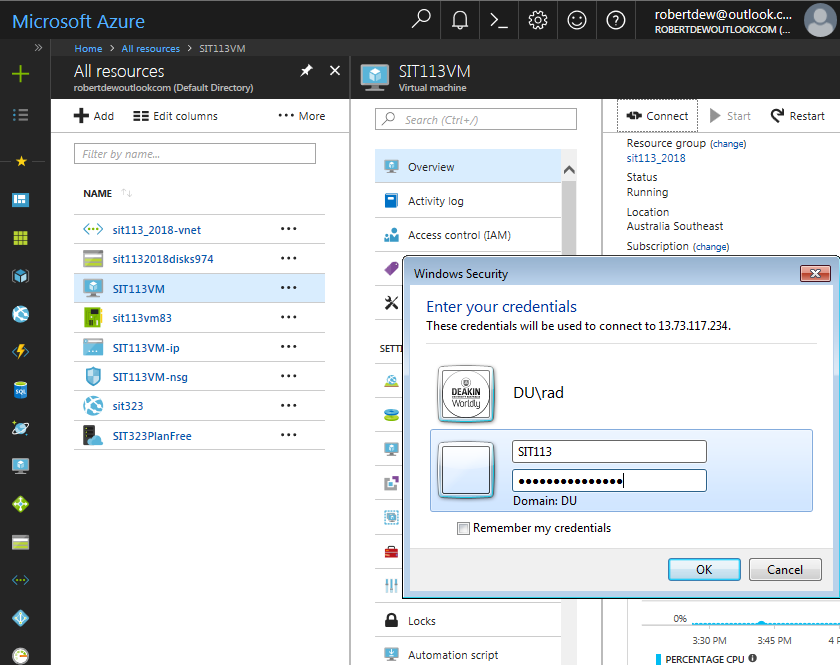 Microsoft Azure
robertdew@outlook.c...
ROBERTDEWOUTLOOKCOM (...
Home > All resources > SIT113VM
All resources
robertdewoutlookcom (Default Directory)
Add
Edit columns
More
Filter by name...
NAME
sit113_2018-vnet
sit1132018disks974
SIT113VM
sit113vm83
SIT113VM-ip
SIT113VM-nsg
sit323
SIT323PlanFree
SIT113VM
Virtual machine
Search (Ctrl+/)
Overview
Activity log
Access control (IAM)
SETTI
Locks
Automation script
Connect
Start
Restart
Resource group (change)
sit113_2018
Status
Running
Location
Australia Southeast
Subscription (change)
Windows Security
Enter your credentials
These credentials will be used to connect to 13.73.117.234.
DEAKIN
Worldly
DU\rad
SIT113
●●●●●●●●●●●●●●●
Domain: DU
Remember my credentials
OK
Cancel
0%
3:30 PM
3:45 PM
4 P
PERCENTAGE CPU
SQL